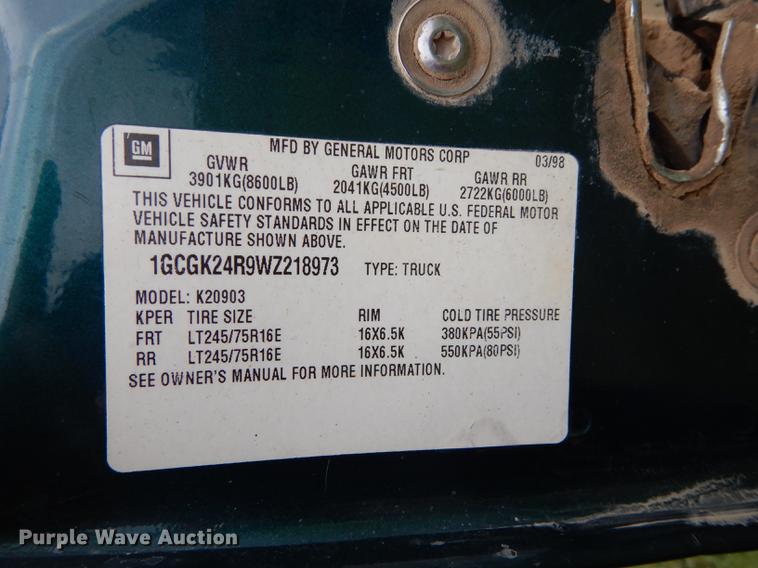 GM
MFD BY GENERAL MOTORS CORP 03/98
GVWR GAWR FRT GAWR RR
3901KG(8600LB) 2041KG(4500LB) 2722KG(6000LB)
THIS VEHICLE CONFORMS TO ALL APPLICABLE U.S. FEDERAL MOTOR
VEHICLE SAFETY STANDARDS IN EFFECT ON THE DATE OF
MANUFACTURE SHOWN ABOVE.
1GCGK24R9WZ218973 TYPE: TRUCK
MODEL: K20903
KPER TIRE SIZE RIM COLD TIRE PRESSURE
FRT LT245/75R16E 16X6.5K 380KPA(55PSI)
RR LT245/75R16E 16X6.5K 550KPA(80PSI)
SEE OWNER'S MANUAL FOR MORE INFORMATION.
Purple Wave Auction